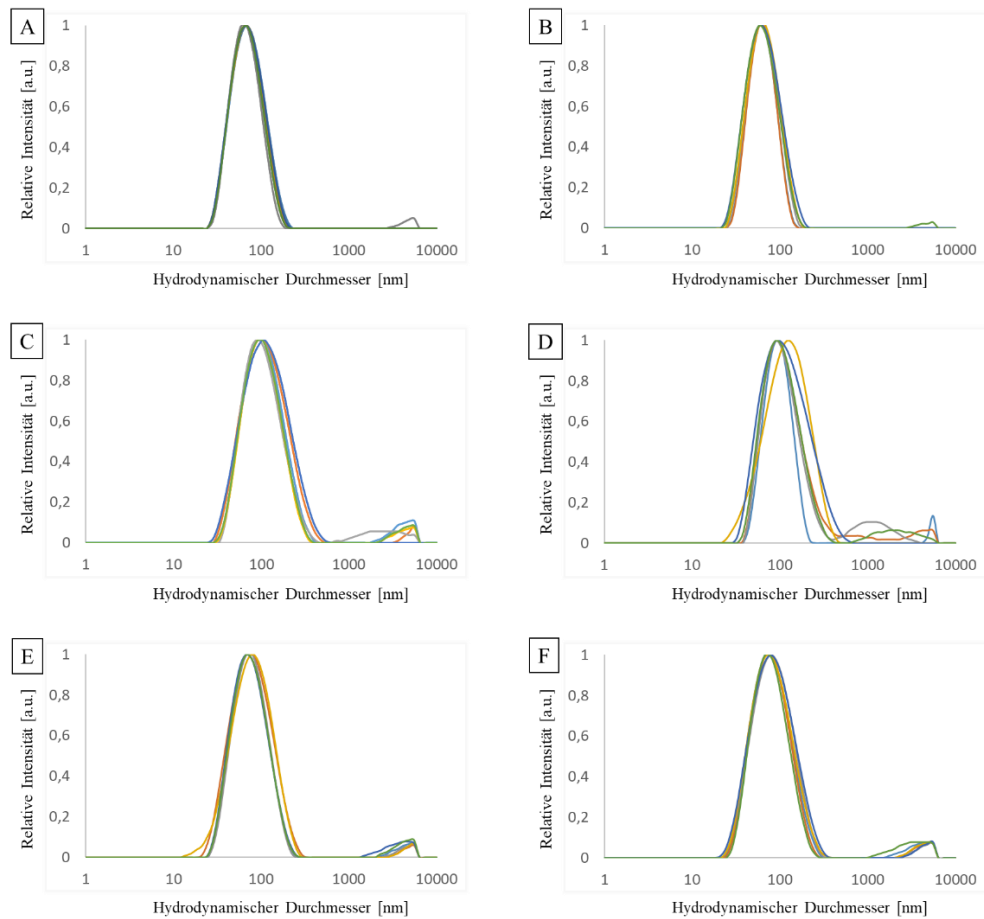 A
B
Relative Intensität [a.u.]
1
0,8
0,6
0,4
0,2
0
1 10 100 1000 10000
Hydrodynamischer Durchmesser [nm]
Relative Intensität [a.u.]
1
0,8
0,6
0,4
0,2
0
1 10 100 1000 10000
Hydrodynamischer Durchmesser [nm]
C
D
Relative Intensität [a.u.]
1
0,8
0,6
0,4
0,2
0
1 10 100 1000 10000
Hydrodynamischer Durchmesser [nm]
Relative Intensität [a.u.]
1
0,8
0,6
0,4
0,2
0
1 10 100 1000 10000
Hydrodynamischer Durchmesser [nm]
E
F
Relative Intensität [a.u.]
1
0,8
0,6
0,4
0,2
0
1 10 100 1000 10000
Hydrodynamischer Durchmesser [nm]
Relative Intensität [a.u.]
1
0,8
0,6
0,4
0,2
0
1 10 100 1000 10000
Hydrodynamischer Durchmesser [nm]